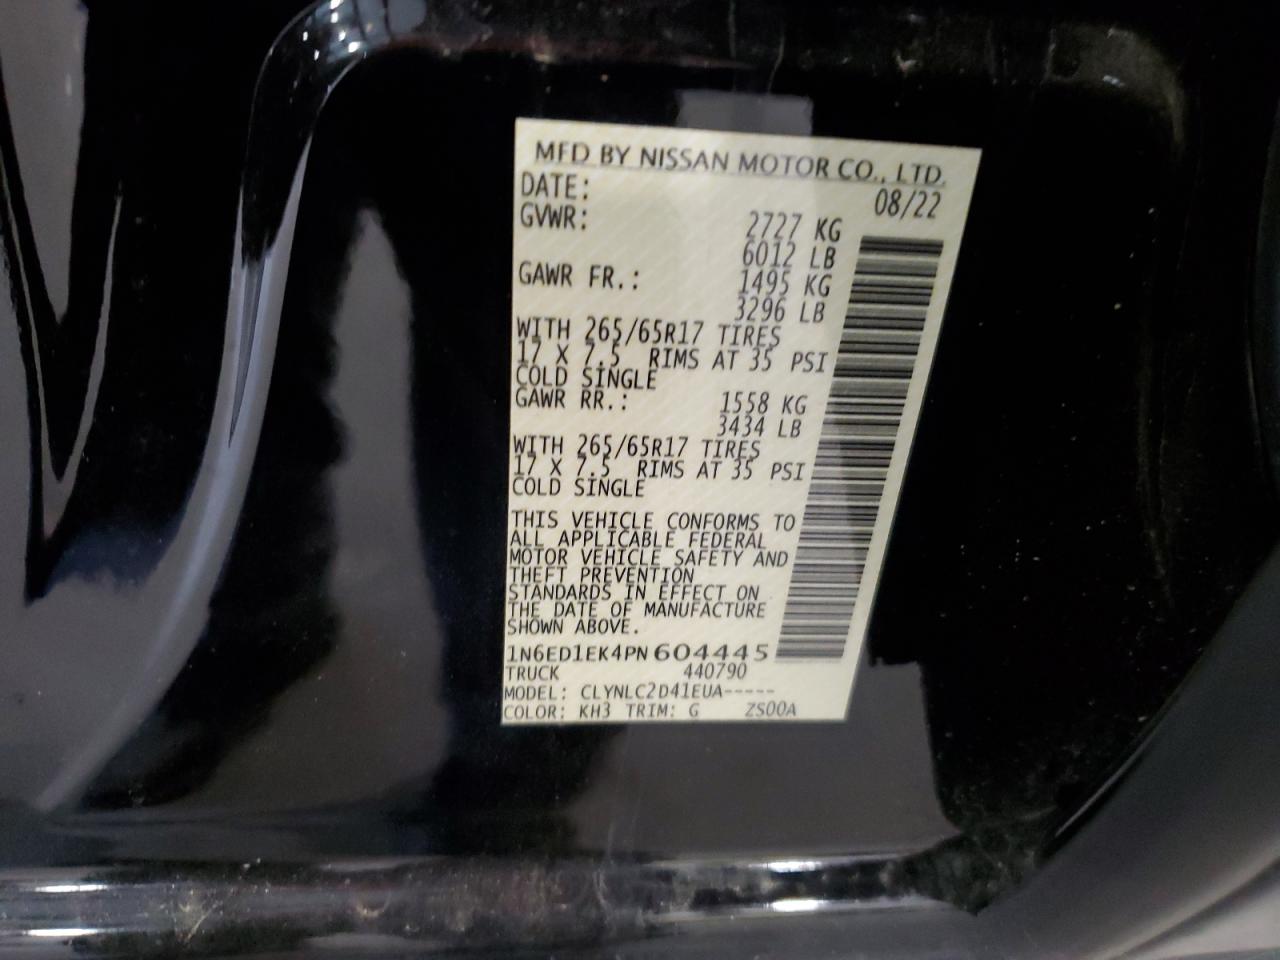 MFD BY NISSAN MOTOR CO., LTD.
DATE: 08/22
GVWR: 2727 KG
6012 LB
GAWR FR.: 1495 KG
3296 LB
WITH 265/65R17 TIRES
17 X 7.5 RIMS AT 35 PSI
COLD SINGLE
GAWR RR.: 1558 KG
3434 LB
WITH 265/65R17 TIRES
17 X 7.5 RIMS AT 35 PSI
COLD SINGLE
THIS VEHICLE CONFORMS TO
ALL APPLICABLE FEDERAL
MOTOR VEHICLE SAFETY AND
THEFT PREVENTION
STANDARDS IN EFFECT ON
THE DATE OF MANUFACTURE
SHOWN ABOVE.
1N6ED1EK4PN604445
TRUCK 440790
MODEL: CLYNLC2D41EUA-----
COLOR: KH3 TRIM: G ZS00A